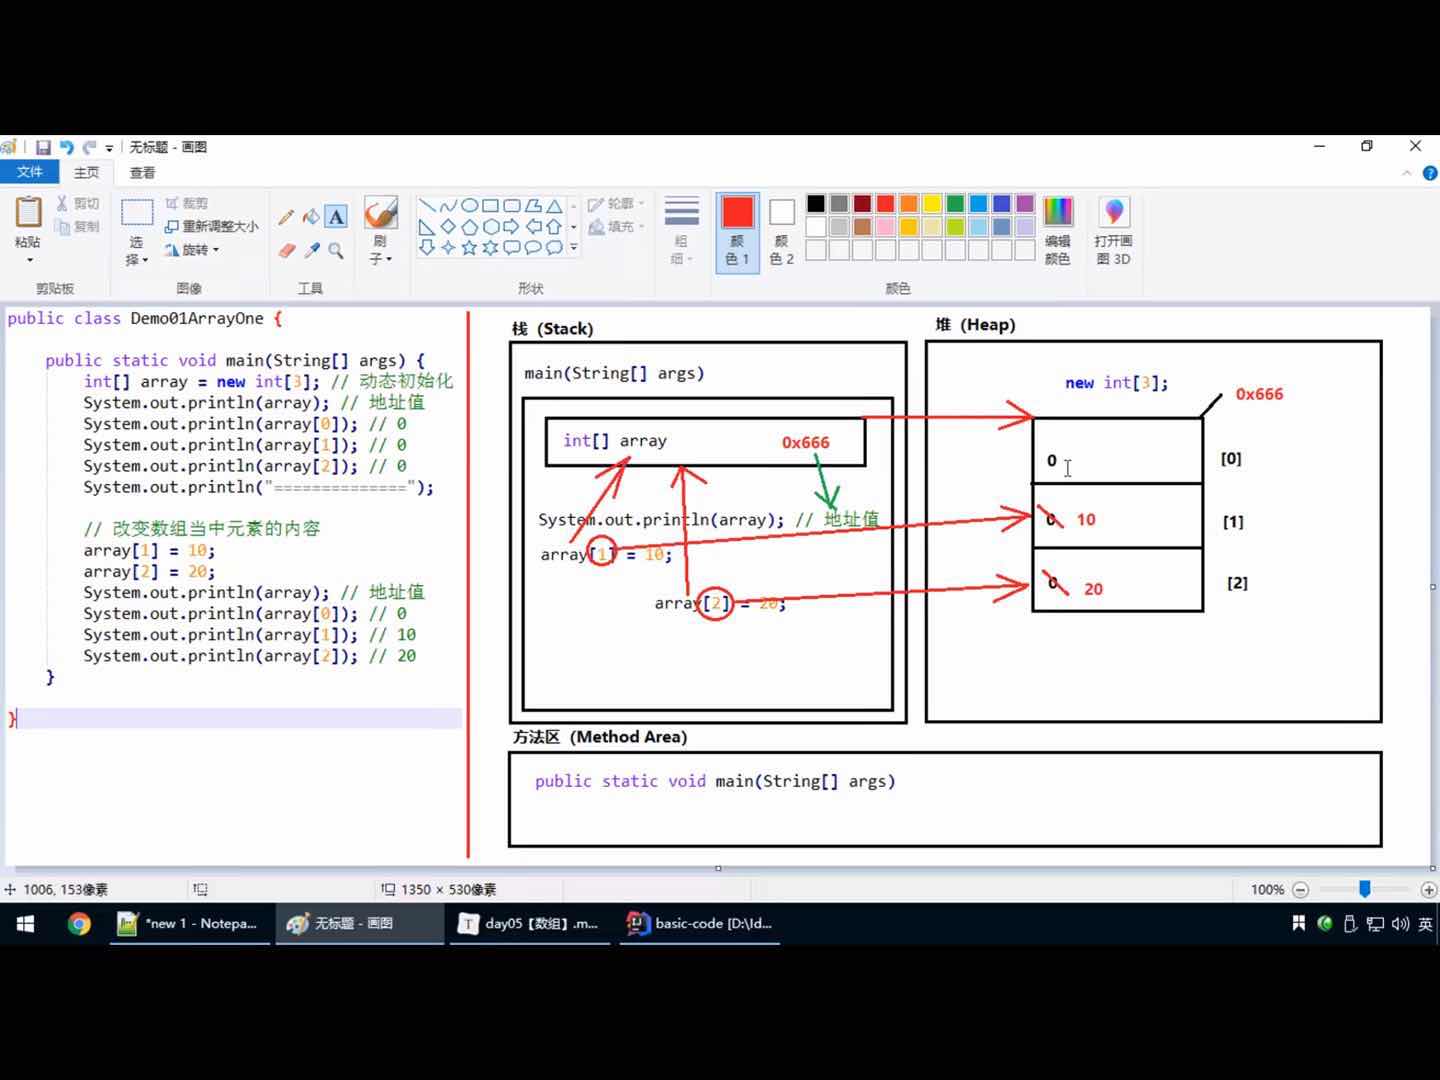 无标题 - 画图
文件 主页 查看
粘贴 剪切 复制 选择 裁剪 重新调整大小 旋转 A 刷子 轮廓 填充 粗细 颜色 1 颜色 2 编辑颜色 打开画图 3D
剪贴板 图像 工具 形状 颜色
public class Demo01ArrayOne {
public static void main(String[] args) {
int[] array = new int[3]; // 动态初始化
System.out.println(array); // 地址值
System.out.println(array[0]); // 0
System.out.println(array[1]); // 0
System.out.println(array[2]); // 0
System.out.println("==============");
// 改变数组当中元素的内容
array[1] = 10;
array[2] = 20;
System.out.println(array); // 地址值
System.out.println(array[0]); // 0
System.out.println(array[1]); // 10
System.out.println(array[2]); // 20
}
}
栈（Stack）
main(String[] args)
int[] array 0x666
System.out.println(array); // 地址值
array[1] = 10;
array[2] = 20;
堆（Heap）
new int[3];
0x666
0 [0]
0 10 [1]
0 20 [2]
方法区（Method Area）
public static void main(String[] args)
1006, 153像素 1350 × 530像素 100%
*new 1 - Notepa... 无标题 - 画图 day05【数组】.m... basic-code [D:\Id... 英